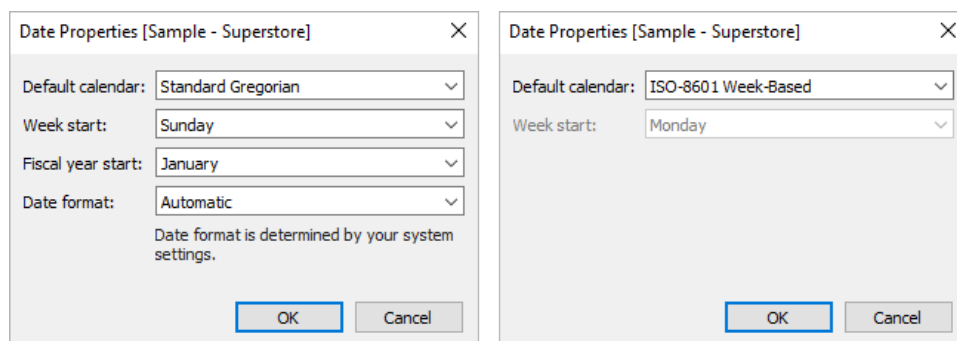 Date Properties [Sample - Superstore]
Default calendar: Standard Gregorian
Week start: Sunday
Fiscal year start: January
Date format: Automatic
Date format is determined by your system
settings.
OK Cancel
Date Properties [Sample - Superstore]
Default calendar: ISO-8601 Week-Based
Week start: Monday
OK Cancel